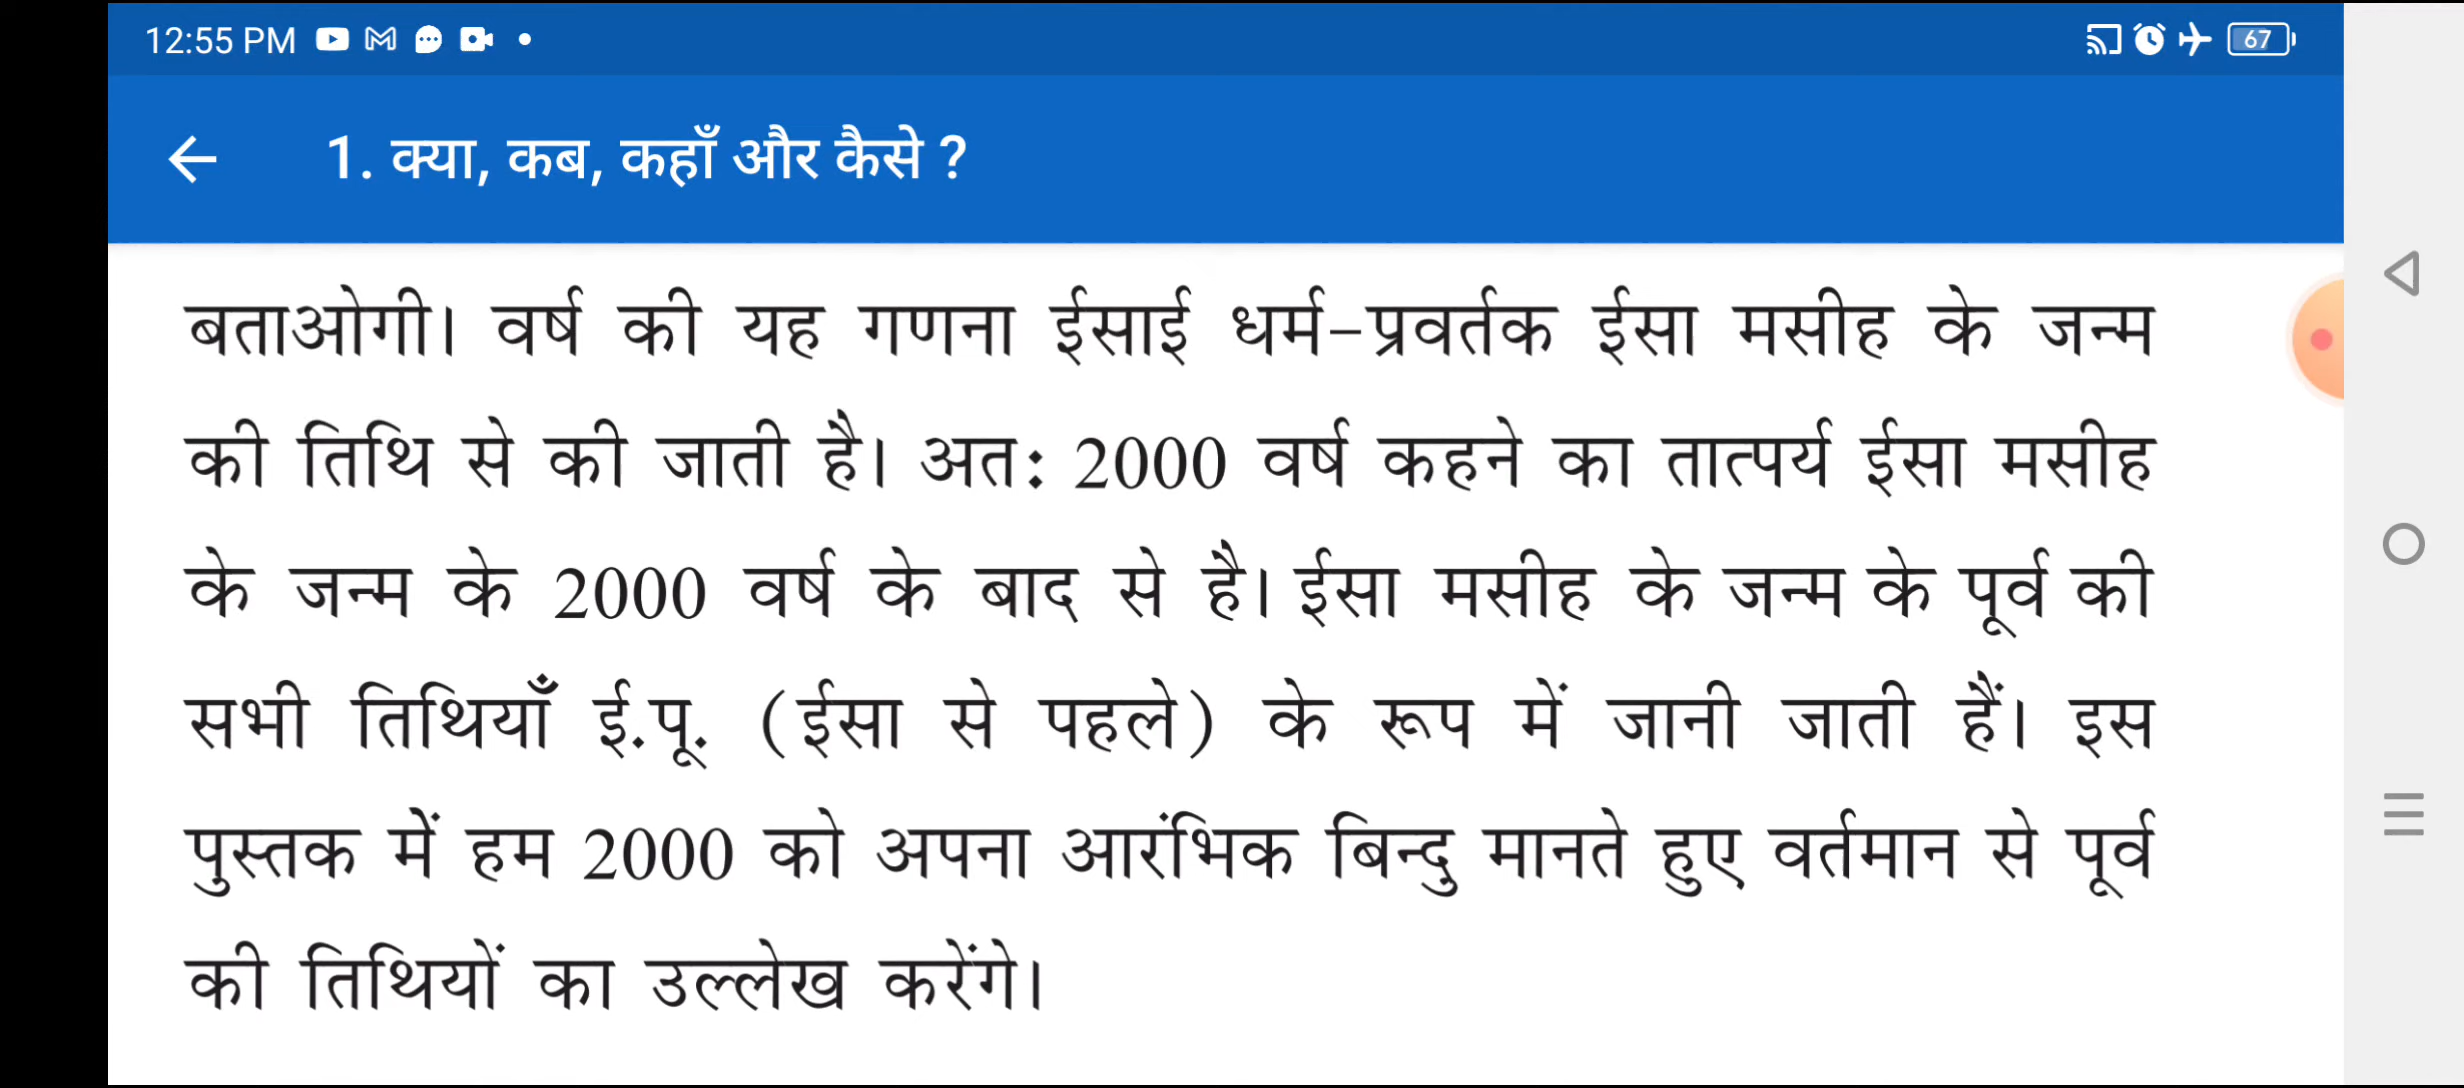 12:55 PM
67
1. क्या, कब, कहाँ और कैसे ?
बताओगी। वर्ष की यह गणना ईसाई धर्म-प्रवर्तक ईसा मसीह के जन्म
की तिथि से की जाती है। अतः 2000 वर्ष कहने का तात्पर्य ईसा मसीह
के जन्म के 2000 वर्ष के बाद से है। ईसा मसीह के जन्म के पूर्व की
सभी तिथियाँ ई.पू. (ईसा से पहले) के रूप में जानी जाती हैं। इस
पुस्तक में हम 2000 को अपना आरंभिक बिन्दु मानते हुए वर्तमान से पूर्व
की तिथियों का उल्लेख करेंगे।